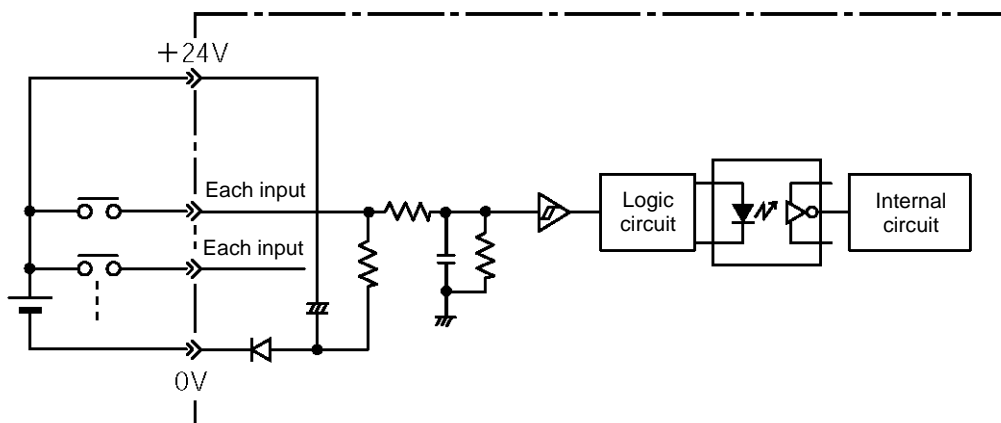 +24V
Each input
Each input
Logic
circuit
Internal
circuit
0V